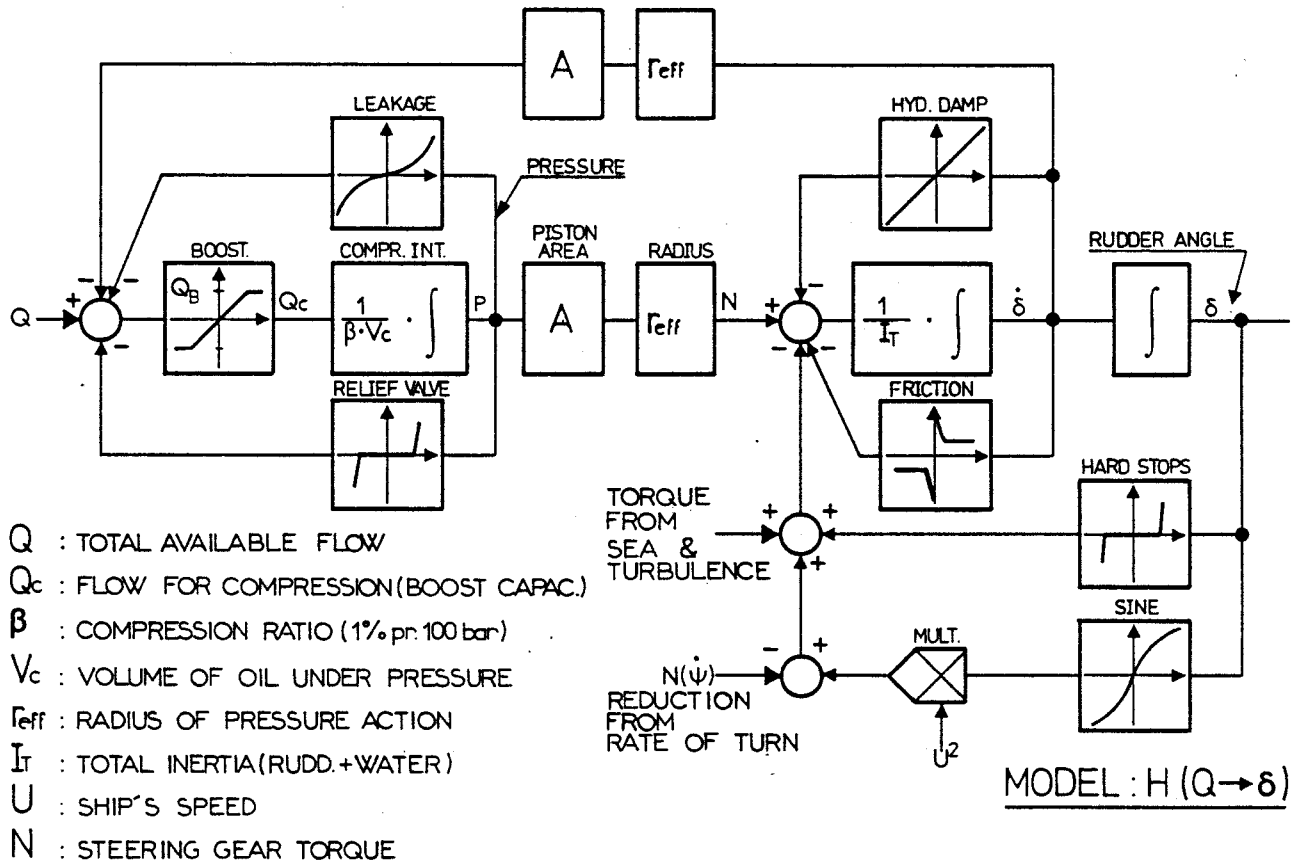 A
reff
LEAKAGE
HYD. DAMP
PRESSURE
PISTON
AREA
RADIUS
RUDDER ANGLE
BOOST.
COMPR. INT.
Q
+
-
-
-
-
QB
Qc
1
β·Vc
·
∫
P
A
reff
N
+
-
-
-
1
IT
·
∫
δ̇
∫
δ
RELIEF VALVE
FRICTION
HARD STOPS
TORQUE
FROM
SEA &
TURBULENCE
+
+
+
+
SINE
MULT.
N(ψ̇)
-
+
REDUCTION
FROM
RATE OF TURN
U²
Q : TOTAL AVAILABLE FLOW
Qc : FLOW FOR COMPRESSION (BOOST CAPAC.)
β : COMPRESSION RATIO (1% pr. 100 bar)
Vc : VOLUME OF OIL UNDER PRESSURE
reff : RADIUS OF PRESSURE ACTION
IT : TOTAL INERTIA (RUDD.+WATER)
U : SHIP'S SPEED
N : STEERING GEAR TORQUE
MODEL : H (Q→δ)